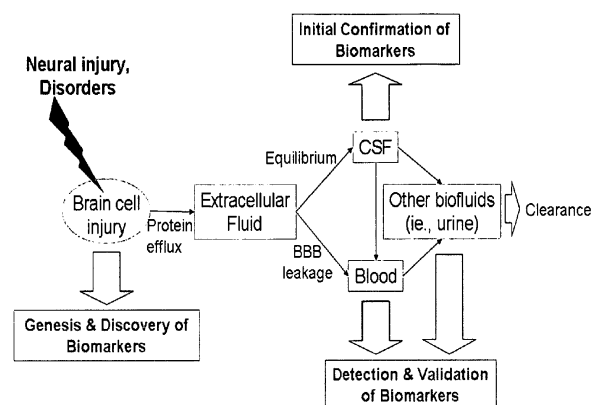 Initial Confirmation of
Biomarkers
Neural injury,
Disorders
CSF
Equilibrium
Brain cell
injury
Protein
efflux
Extracellular
Fluid
Other biofluids
(ie., urine)
Clearance
BBB
leakage
Blood
Genesis & Discovery of
Biomarkers
Detection & Validation
of Biomarkers